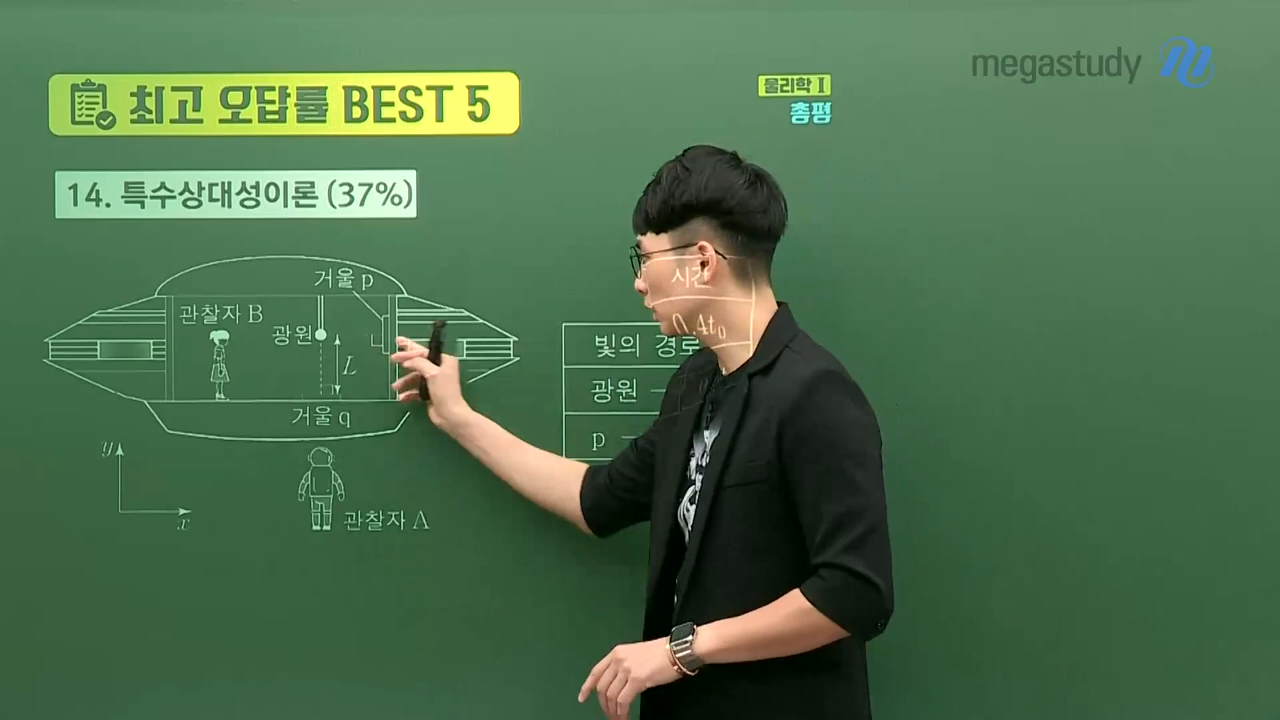 megastudy
최고 오답률 BEST 5
물리학 I
총평
14. 특수상대성이론 (37%)
거울 p
관찰자 B
광원
L
거울 q
y
x
관찰자 A
시간
빛의 경로
광원 →
p →